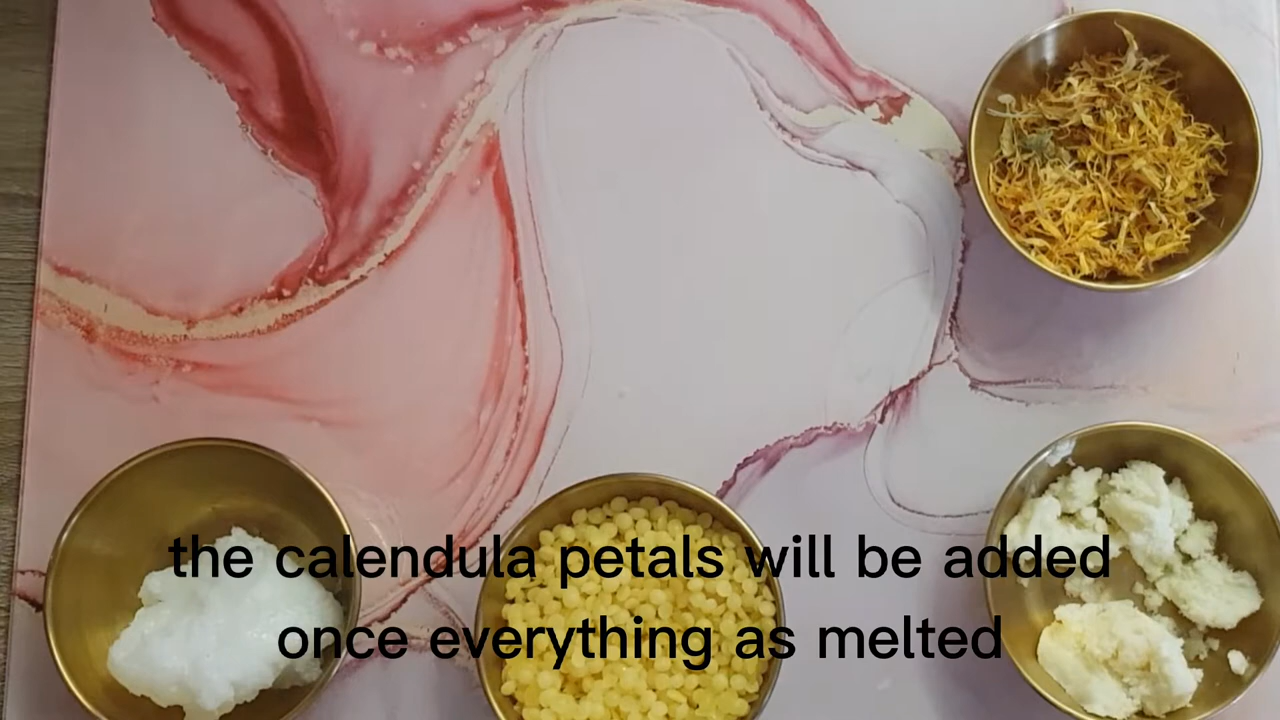 the calendula petals will be added
once everything as melted